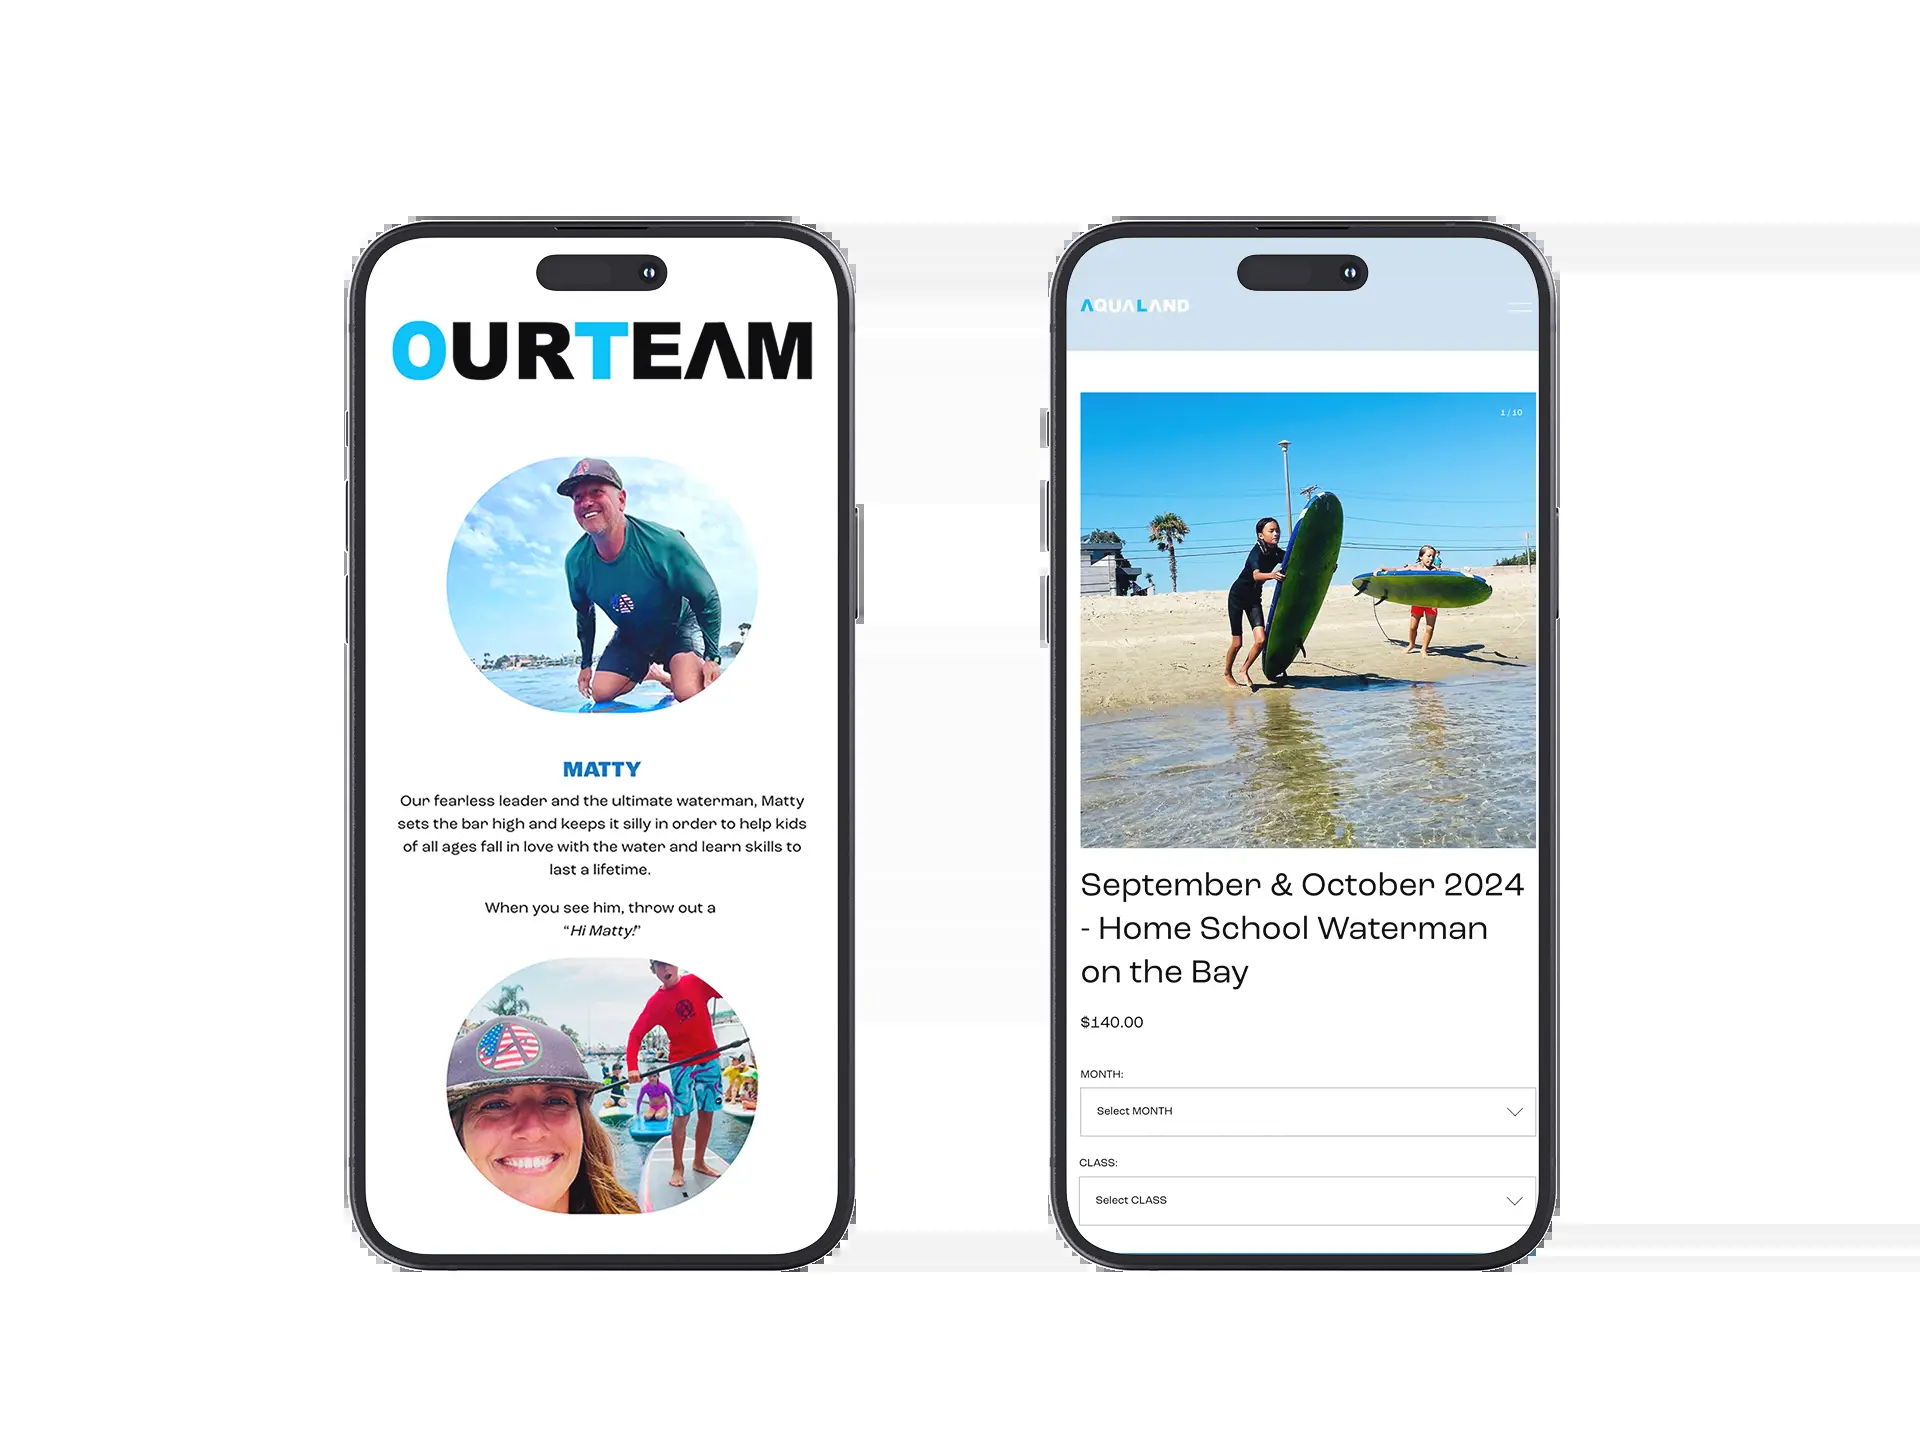 OURTEAM
MATTY
Our fearless leader and the ultimate waterman, Matty
sets the bar high and keeps it silly in order to help kids
of all ages fall in love with the water and learn skills to
last a lifetime.
When you see him, throw out a
“Hi Matty!”
AQUALAND
1 / 10
September & October 2024
- Home School Waterman
on the Bay
$140.00
MONTH:
Select MONTH
CLASS:
Select CLASS